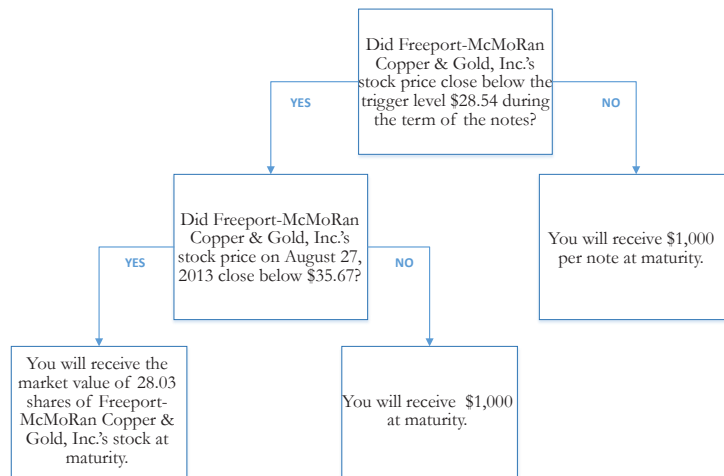 Did Freeport-McMoRan
Copper & Gold, Inc.'s
stock price close below the
trigger level $28.54 during
the term of the notes?
YES
NO
Did Freeport-McMoRan
Copper & Gold, Inc.'s
stock price on August 27,
2013 close below $35.67?
You will receive $1,000
per note at maturity.
YES
NO
You will receive the
market value of 28.03
shares of Freeport-
McMoRan Copper &
Gold, Inc.'s stock at
maturity.
You will receive $1,000
at maturity.